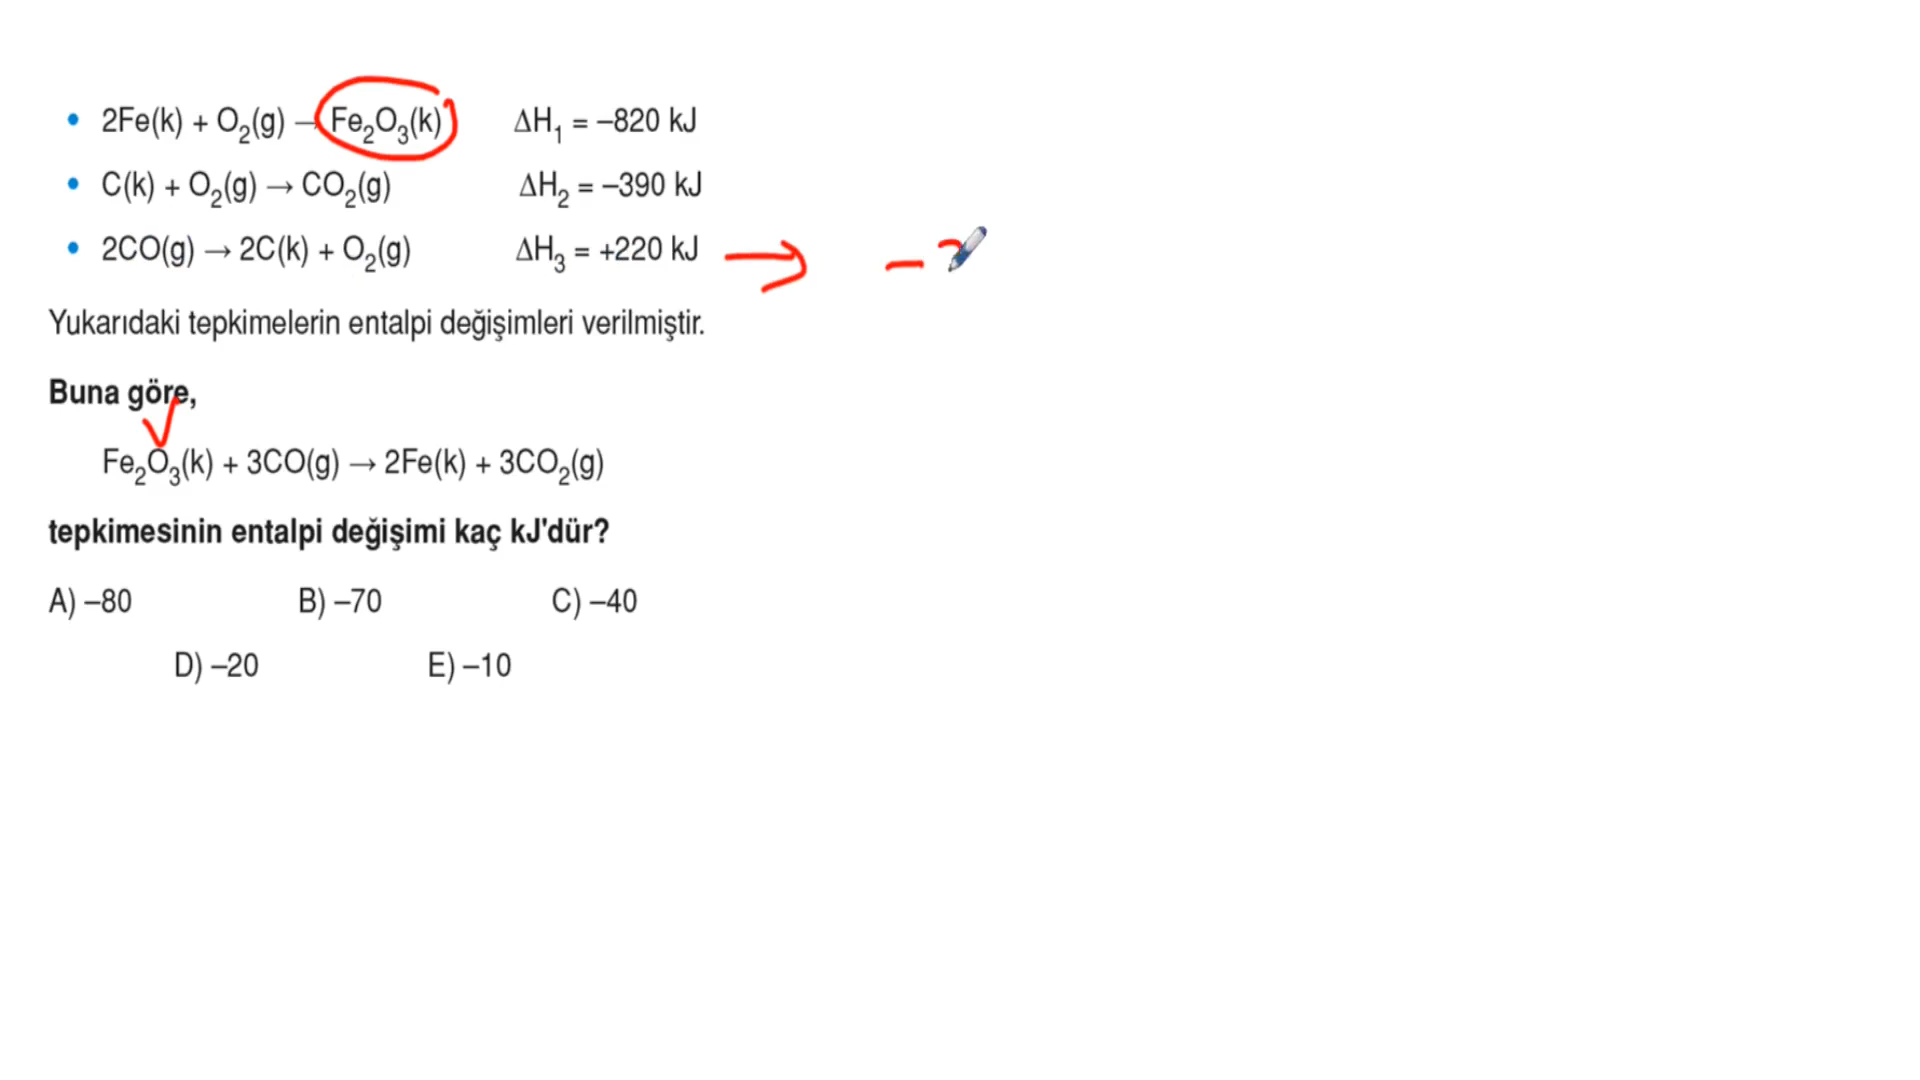 • 2Fe(k) + O₂(g) → Fe₂O₃(k) ΔH₁ = –820 kJ
• C(k) + O₂(g) → CO₂(g) ΔH₂ = –390 kJ
• 2CO(g) → 2C(k) + O₂(g) ΔH₃ = +220 kJ → –
Yukarıdaki tepkimelerin entalpi değişimleri verilmiştir.
Buna göre,
Fe₂O₃(k) + 3CO(g) → 2Fe(k) + 3CO₂(g)
tepkimesinin entalpi değişimi kaç kJ'dür?
A) –80 B) –70 C) –40
D) –20 E) –10